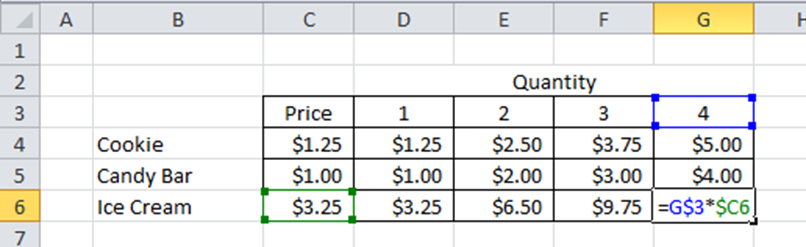 A B C D E F G H
1
2 Quantity
3 Price 1 2 3 4
4 Cookie $1.25 $1.25 $2.50 $3.75 $5.00
5 Candy Bar $1.00 $1.00 $2.00 $3.00 $4.00
6 Ice Cream $3.25 $3.25 $6.50 $9.75 =G$3*$C6
7